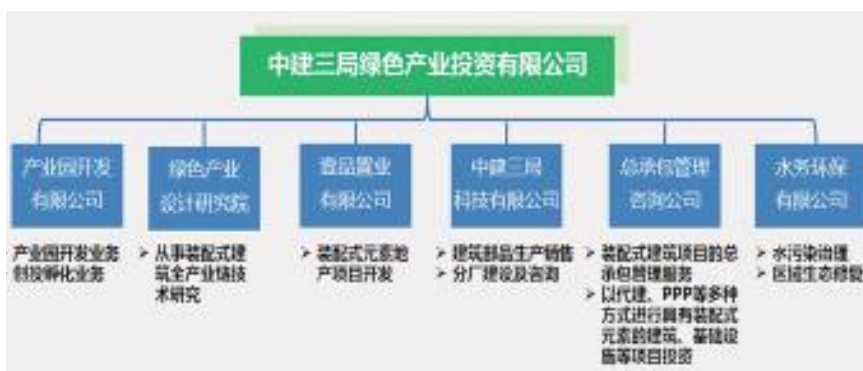 中建三局绿色产业投资有限公司
产业园开发
有限公司
绿色产业
设计研究院
壹品置业
有限公司
中建三局
科技有限公司
总承包管理
咨询公司
水务环保
有限公司
产业园开发业务
创投孵化业务
➢ 从事装配式建
筑全产业链技
术研究
➢ 装配式元素地
产项目开发
➢ 建筑部品生产销售
➢ 分厂建设及咨询
➢ 装配式建筑项目的总
承包管理服务
➢ 以代建、PPP等多种
方式进行具有装配式
元素的建筑、基础设
施等项目投资
➢ 水污染治理
➢ 区域生态修复